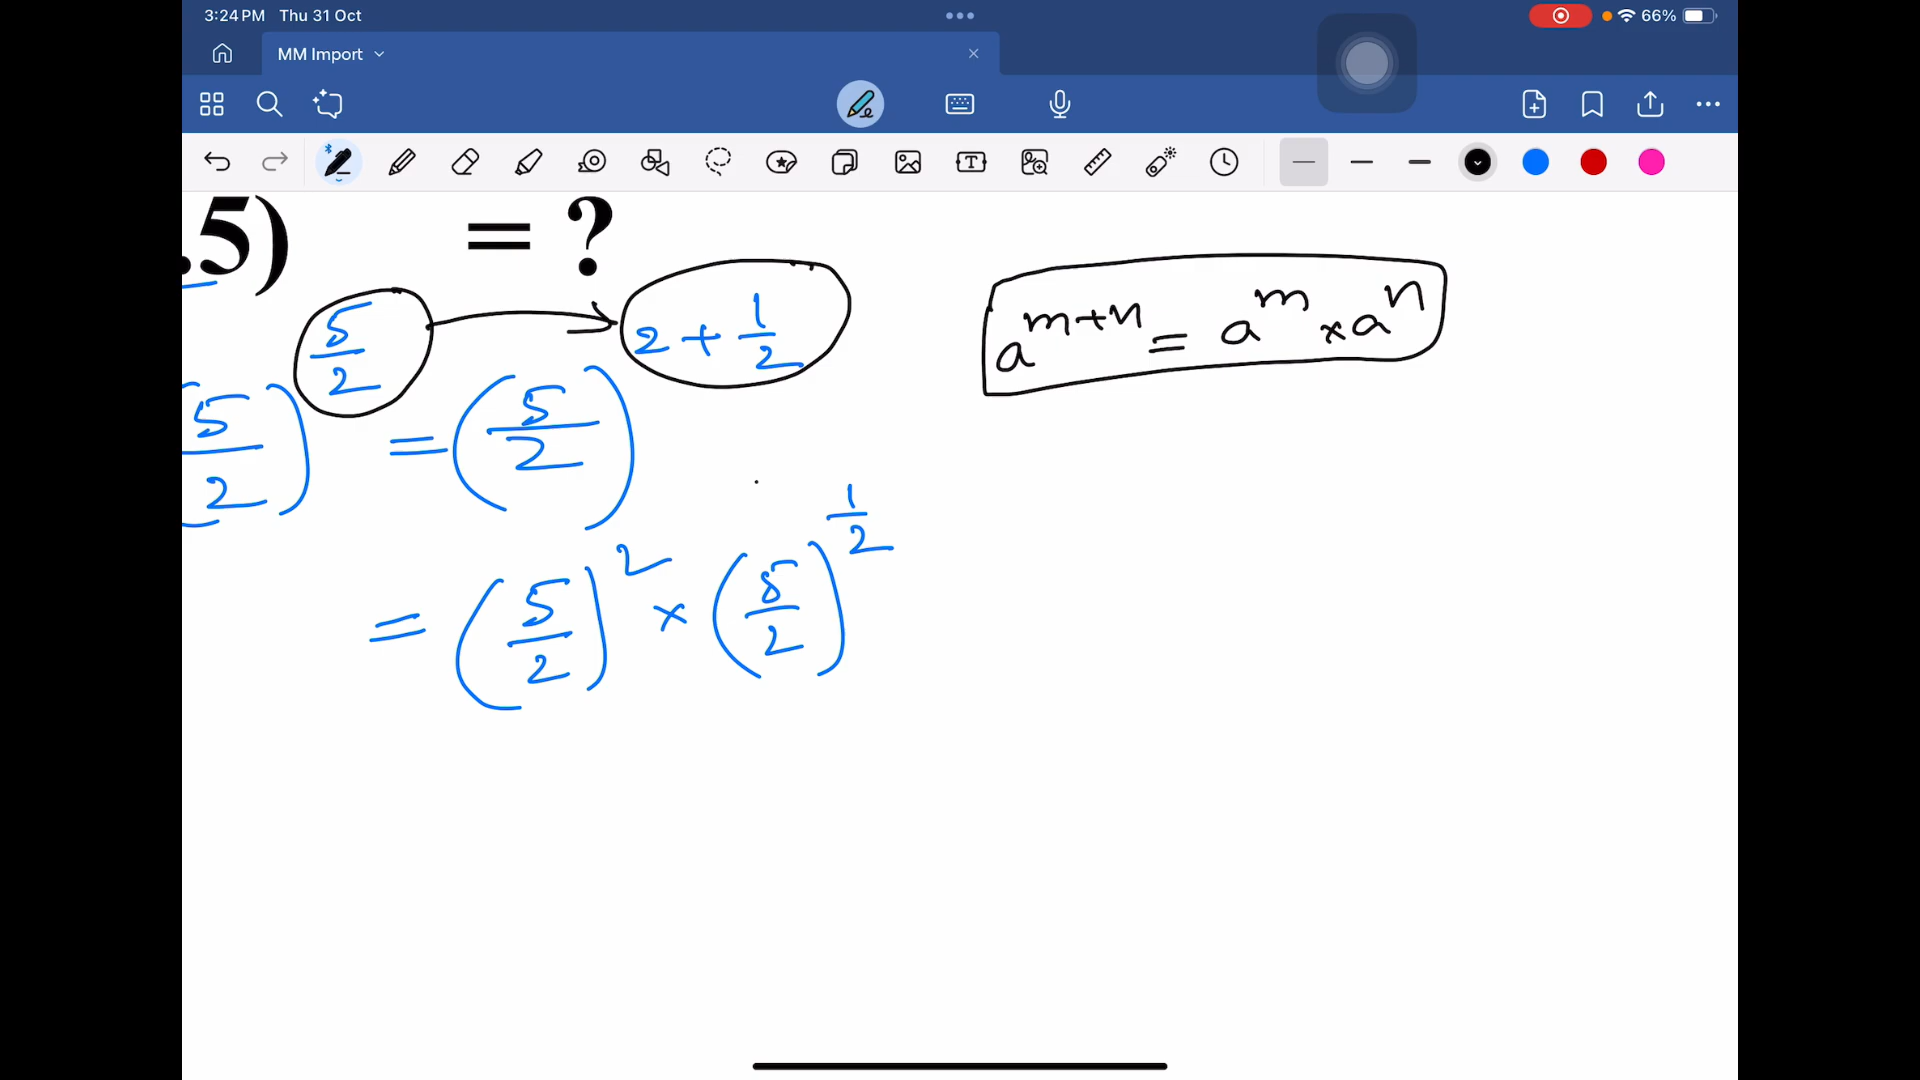 3:24 PM Thu 31 Oct
66%
MM Import
.5) = ?
5/2 → 2 + 1/2
a^(m+n) = a^m × a^n
(5/2) = (5/2)
= (5/2)^2 × (5/2)^(1/2)